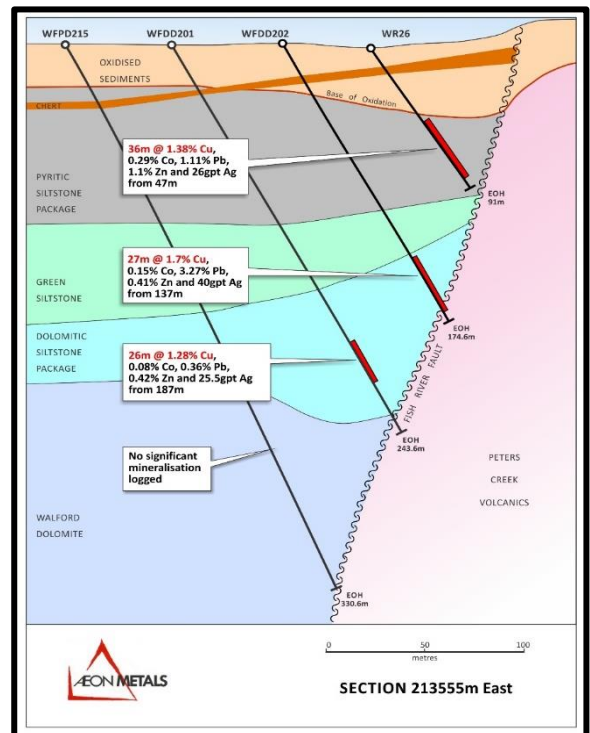 WFPD215 WFDD201 WFDD202 WR26
OXIDISED
SEDIMENTS
Base of Oxidation
CHERT
36m @ 1.38% Cu,
0.29% Co, 1.11% Pb,
1.1% Zn and 26gpt Ag
from 47m
PYRITIC
SILTSTONE
PACKAGE
EOH
91m
27m @ 1.7% Cu,
0.15% Co, 3.27% Pb,
0.41% Zn and 40gpt Ag
from 137m
GREEN
SILTSTONE
EOH
174.6m
DOLOMITIC
SILTSTONE
PACKAGE
26m @ 1.28% Cu,
0.08% Co, 0.36% Pb,
0.42% Zn and 25.5gpt Ag
from 187m
FISH RIVER FAULT
EOH
243.6m
No significant
mineralisation
logged
PETERS
CREEK
VOLCANICS
WALFORD
DOLOMITE
EOH
330.6m
ÆON METALS
0 50 100
metres
SECTION 213555m East